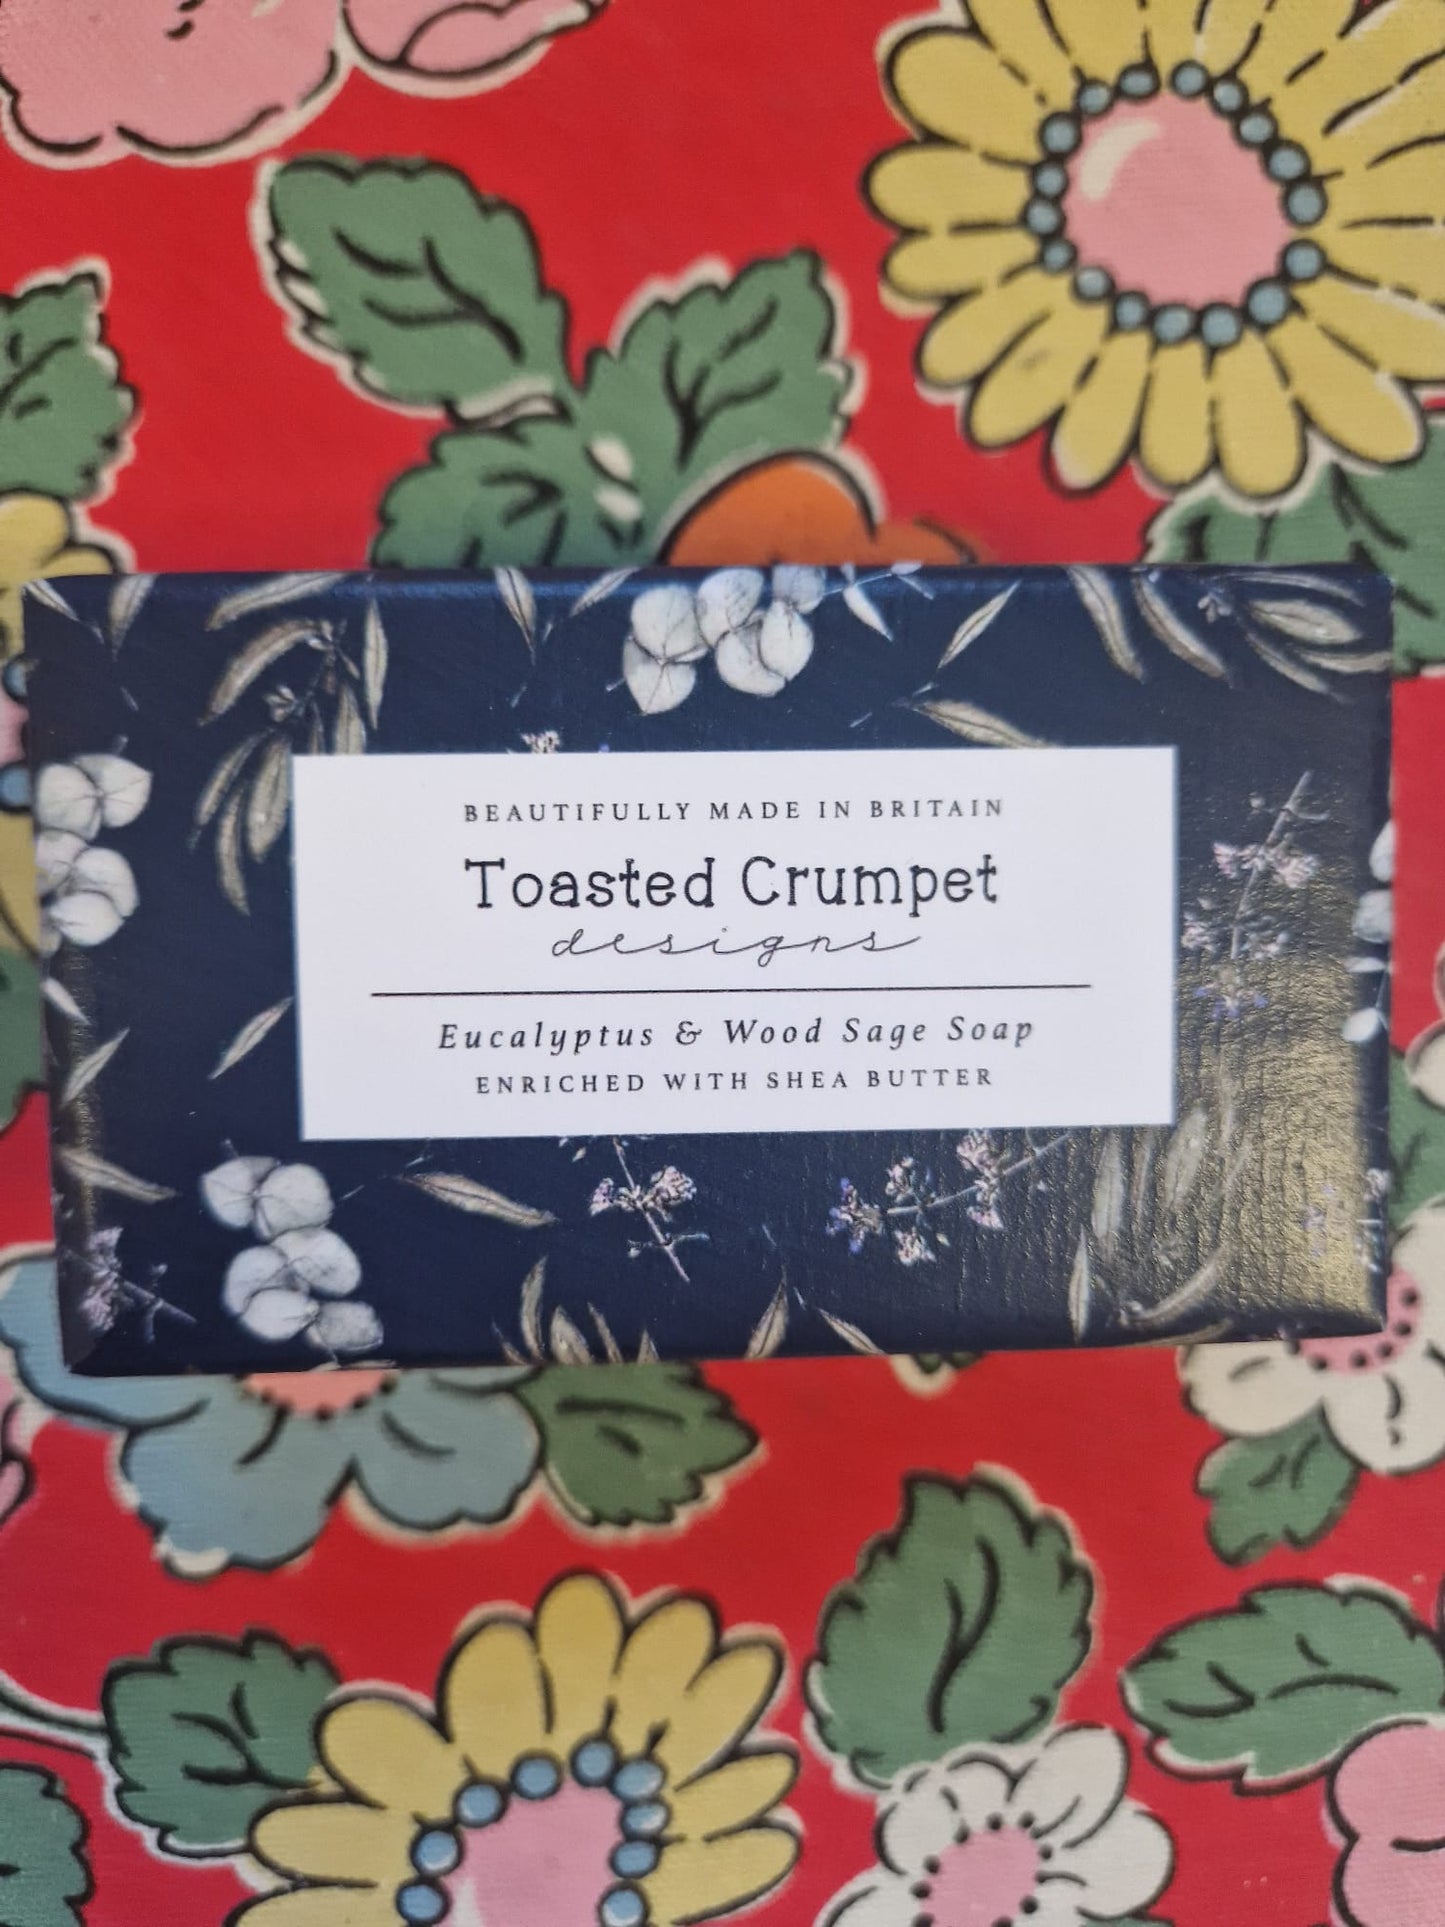 BEAUTIFULLY MADE IN BRITAIN
Toasted Crumpet
designs
Eucalyptus & Wood Sage Soap
ENRICHED WITH SHEA BUTTER